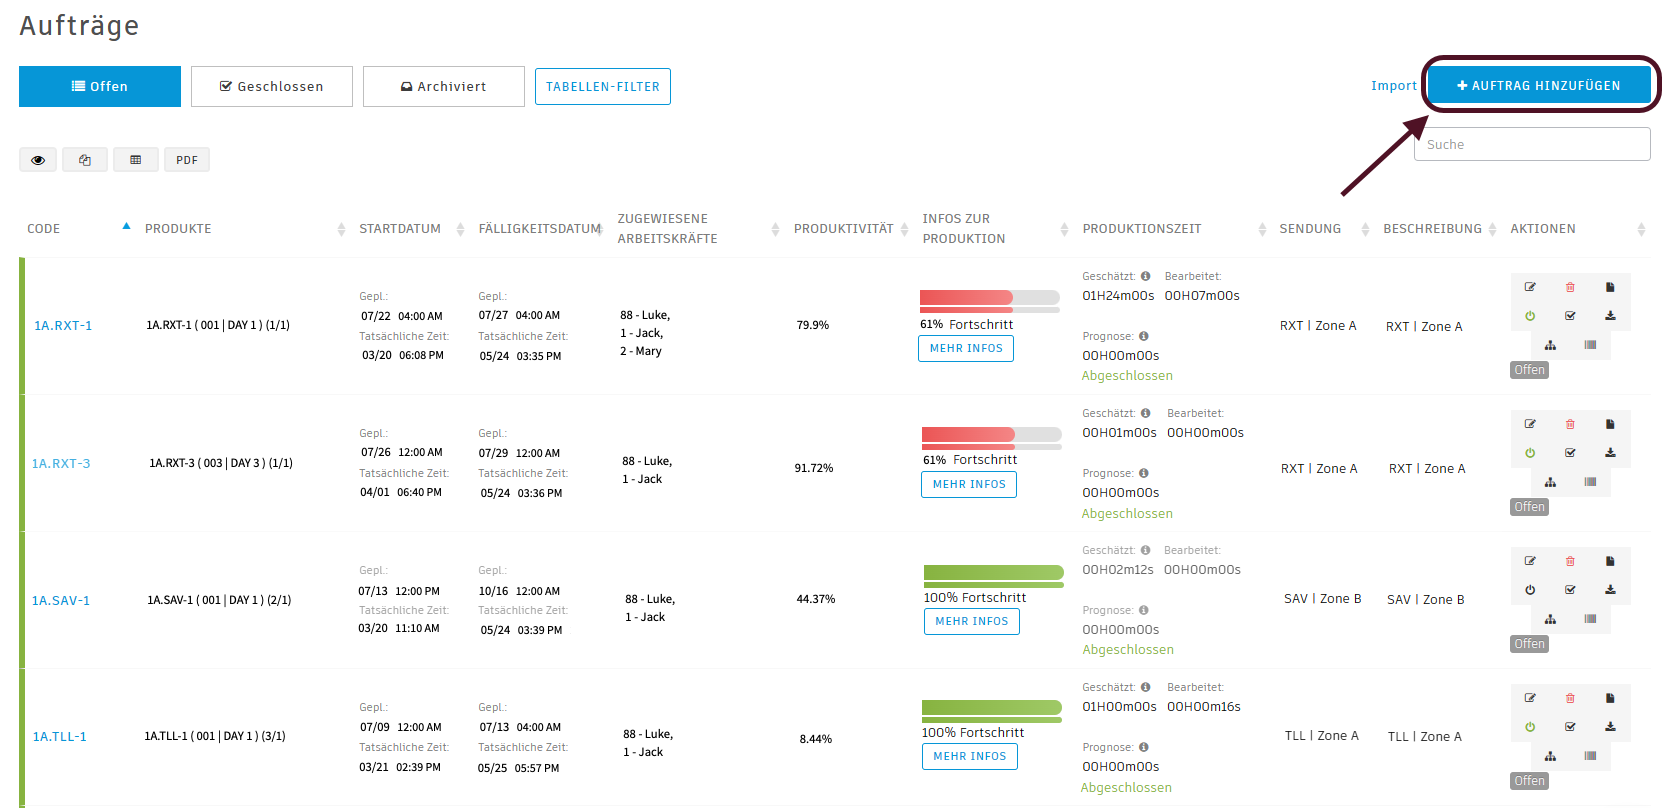 Aufträge
Offen
Geschlossen
Archiviert
TABELLEN-FILTER
Import
AUFTRAG HINZUFÜGEN
Suche
PDF
CODE
PRODUKTE
STARTDATUM
FÄLLIGKEITSDATUM
ZUGEWIESENE
ARBEITSKRÄFTE
PRODUKTIVITÄT
INFOS ZUR
PRODUKTION
PRODUKTIONSZEIT
SENDUNG
BESCHREIBUNG
AKTIONEN
1A.RXT-1
1A.RXT-1 ( 001 | DAY 1 ) (1/1)
Gepl.:
07/22 04:00 AM
Tatsächliche Zeit:
03/20 06:08 PM
Gepl.:
07/27 04:00 AM
Tatsächliche Zeit:
05/24 03:35 PM
88 - Luke,
1 - Jack,
2 - Mary
79.9%
61% Fortschritt
MEHR INFOS
Geschätzt: Bearbeitet:
01H24m00s 00H07m00s
Prognose:
00H00m00s
Abgeschlossen
RXT | Zone A
RXT | Zone A
Offen
1A.RXT-3
1A.RXT-3 ( 003 | DAY 3 ) (1/1)
Gepl.:
07/26 12:00 AM
Tatsächliche Zeit:
04/01 06:40 PM
Gepl.:
07/29 12:00 AM
Tatsächliche Zeit:
05/24 03:36 PM
88 - Luke,
1 - Jack
91.72%
61% Fortschritt
MEHR INFOS
Geschätzt: Bearbeitet:
00H01m00s 00H00m00s
Prognose:
00H00m00s
Abgeschlossen
RXT | Zone A
RXT | Zone A
Offen
1A.SAV-1
1A.SAV-1 ( 001 | DAY 1 ) (2/1)
Gepl.:
07/13 12:00 PM
Tatsächliche Zeit:
03/20 11:10 AM
Gepl.:
10/16 12:00 AM
Tatsächliche Zeit:
05/24 03:39 PM
88 - Luke,
1 - Jack
44.37%
100% Fortschritt
MEHR INFOS
Geschätzt: Bearbeitet:
00H02m12s 00H00m00s
Prognose:
00H00m00s
Abgeschlossen
SAV | Zone B
SAV | Zone B
Offen
1A.TLL-1
1A.TLL-1 ( 001 | DAY 1 ) (3/1)
Gepl.:
07/09 12:00 AM
Tatsächliche Zeit:
03/21 02:39 PM
Gepl.:
07/13 04:00 AM
Tatsächliche Zeit:
05/25 05:57 PM
88 - Luke,
1 - Jack
8.44%
100% Fortschritt
MEHR INFOS
Geschätzt: Bearbeitet:
01H00m00s 00H00m16s
Prognose:
00H00m00s
Abgeschlossen
TLL | Zone A
TLL | Zone A
Offen